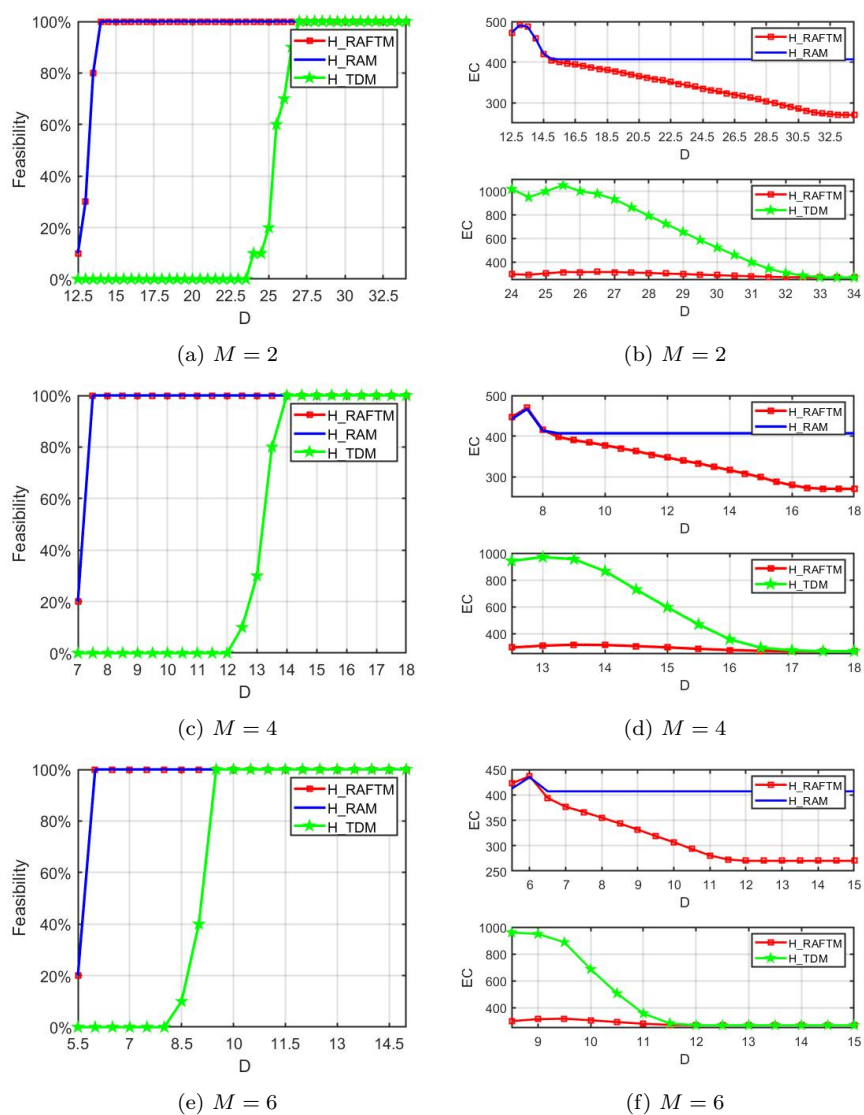 100%
80%
60%
40%
20%
0%
Feasibility
H_RAFTM
H_RAM
H_TDM
12.5 15 17.5 20 22.5 25 27.5 30 32.5
D
(a) M = 2
500
400
300
EC
H_RAFTM
H_RAM
12.5 14.5 16.5 18.5 20.5 22.5 24.5 26.5 28.5 30.5 32.5
D
1000
800
600
400
EC
H_RAFTM
H_TDM
24 25 26 27 28 29 30 31 32 33 34
D
(b) M = 2
100%
80%
60%
40%
20%
0%
Feasibility
H_RAFTM
H_RAM
H_TDM
7 8 9 10 11 12 13 14 15 16 17 18
D
(c) M = 4
500
400
300
EC
H_RAFTM
H_RAM
8 10 12 14 16 18
D
1000
800
600
400
EC
H_RAFTM
H_TDM
13 14 15 16 17 18
D
(d) M = 4
100%
80%
60%
40%
20%
0%
Feasibility
H_RAFTM
H_RAM
H_TDM
5.5 7 8.5 10 11.5 13 14.5
D
(e) M = 6
450
400
350
300
250
EC
H_RAFTM
H_RAM
6 7 8 9 10 11 12 13 14 15
D
1000
800
600
400
EC
H_RAFTM
H_TDM
9 10 11 12 13 14 15
D
(f) M = 6